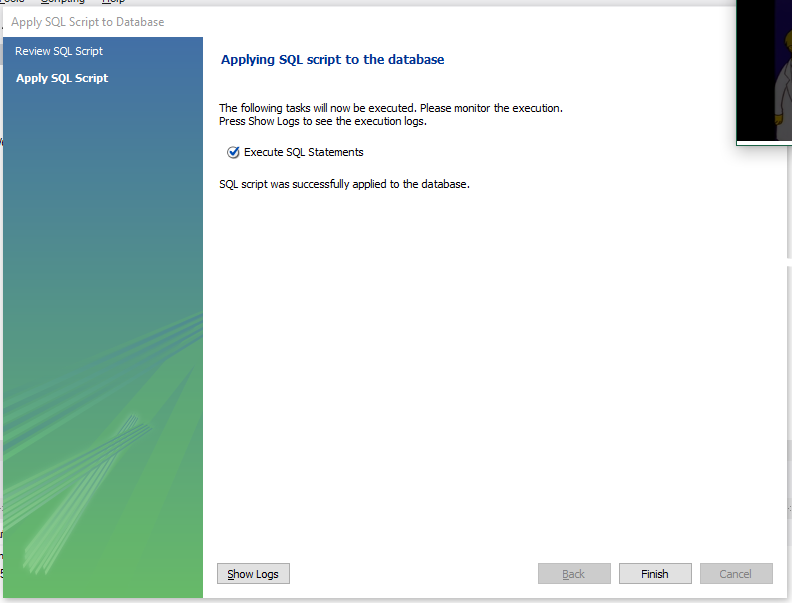 Scripting Help
Apply SQL Script to Database
Review SQL Script
Apply SQL Script
Applying SQL script to the database
The following tasks will now be executed. Please monitor the execution.
Press Show Logs to see the execution logs.
Execute SQL Statements
SQL script was successfully applied to the database.
Show Logs
Back
Finish
Cancel